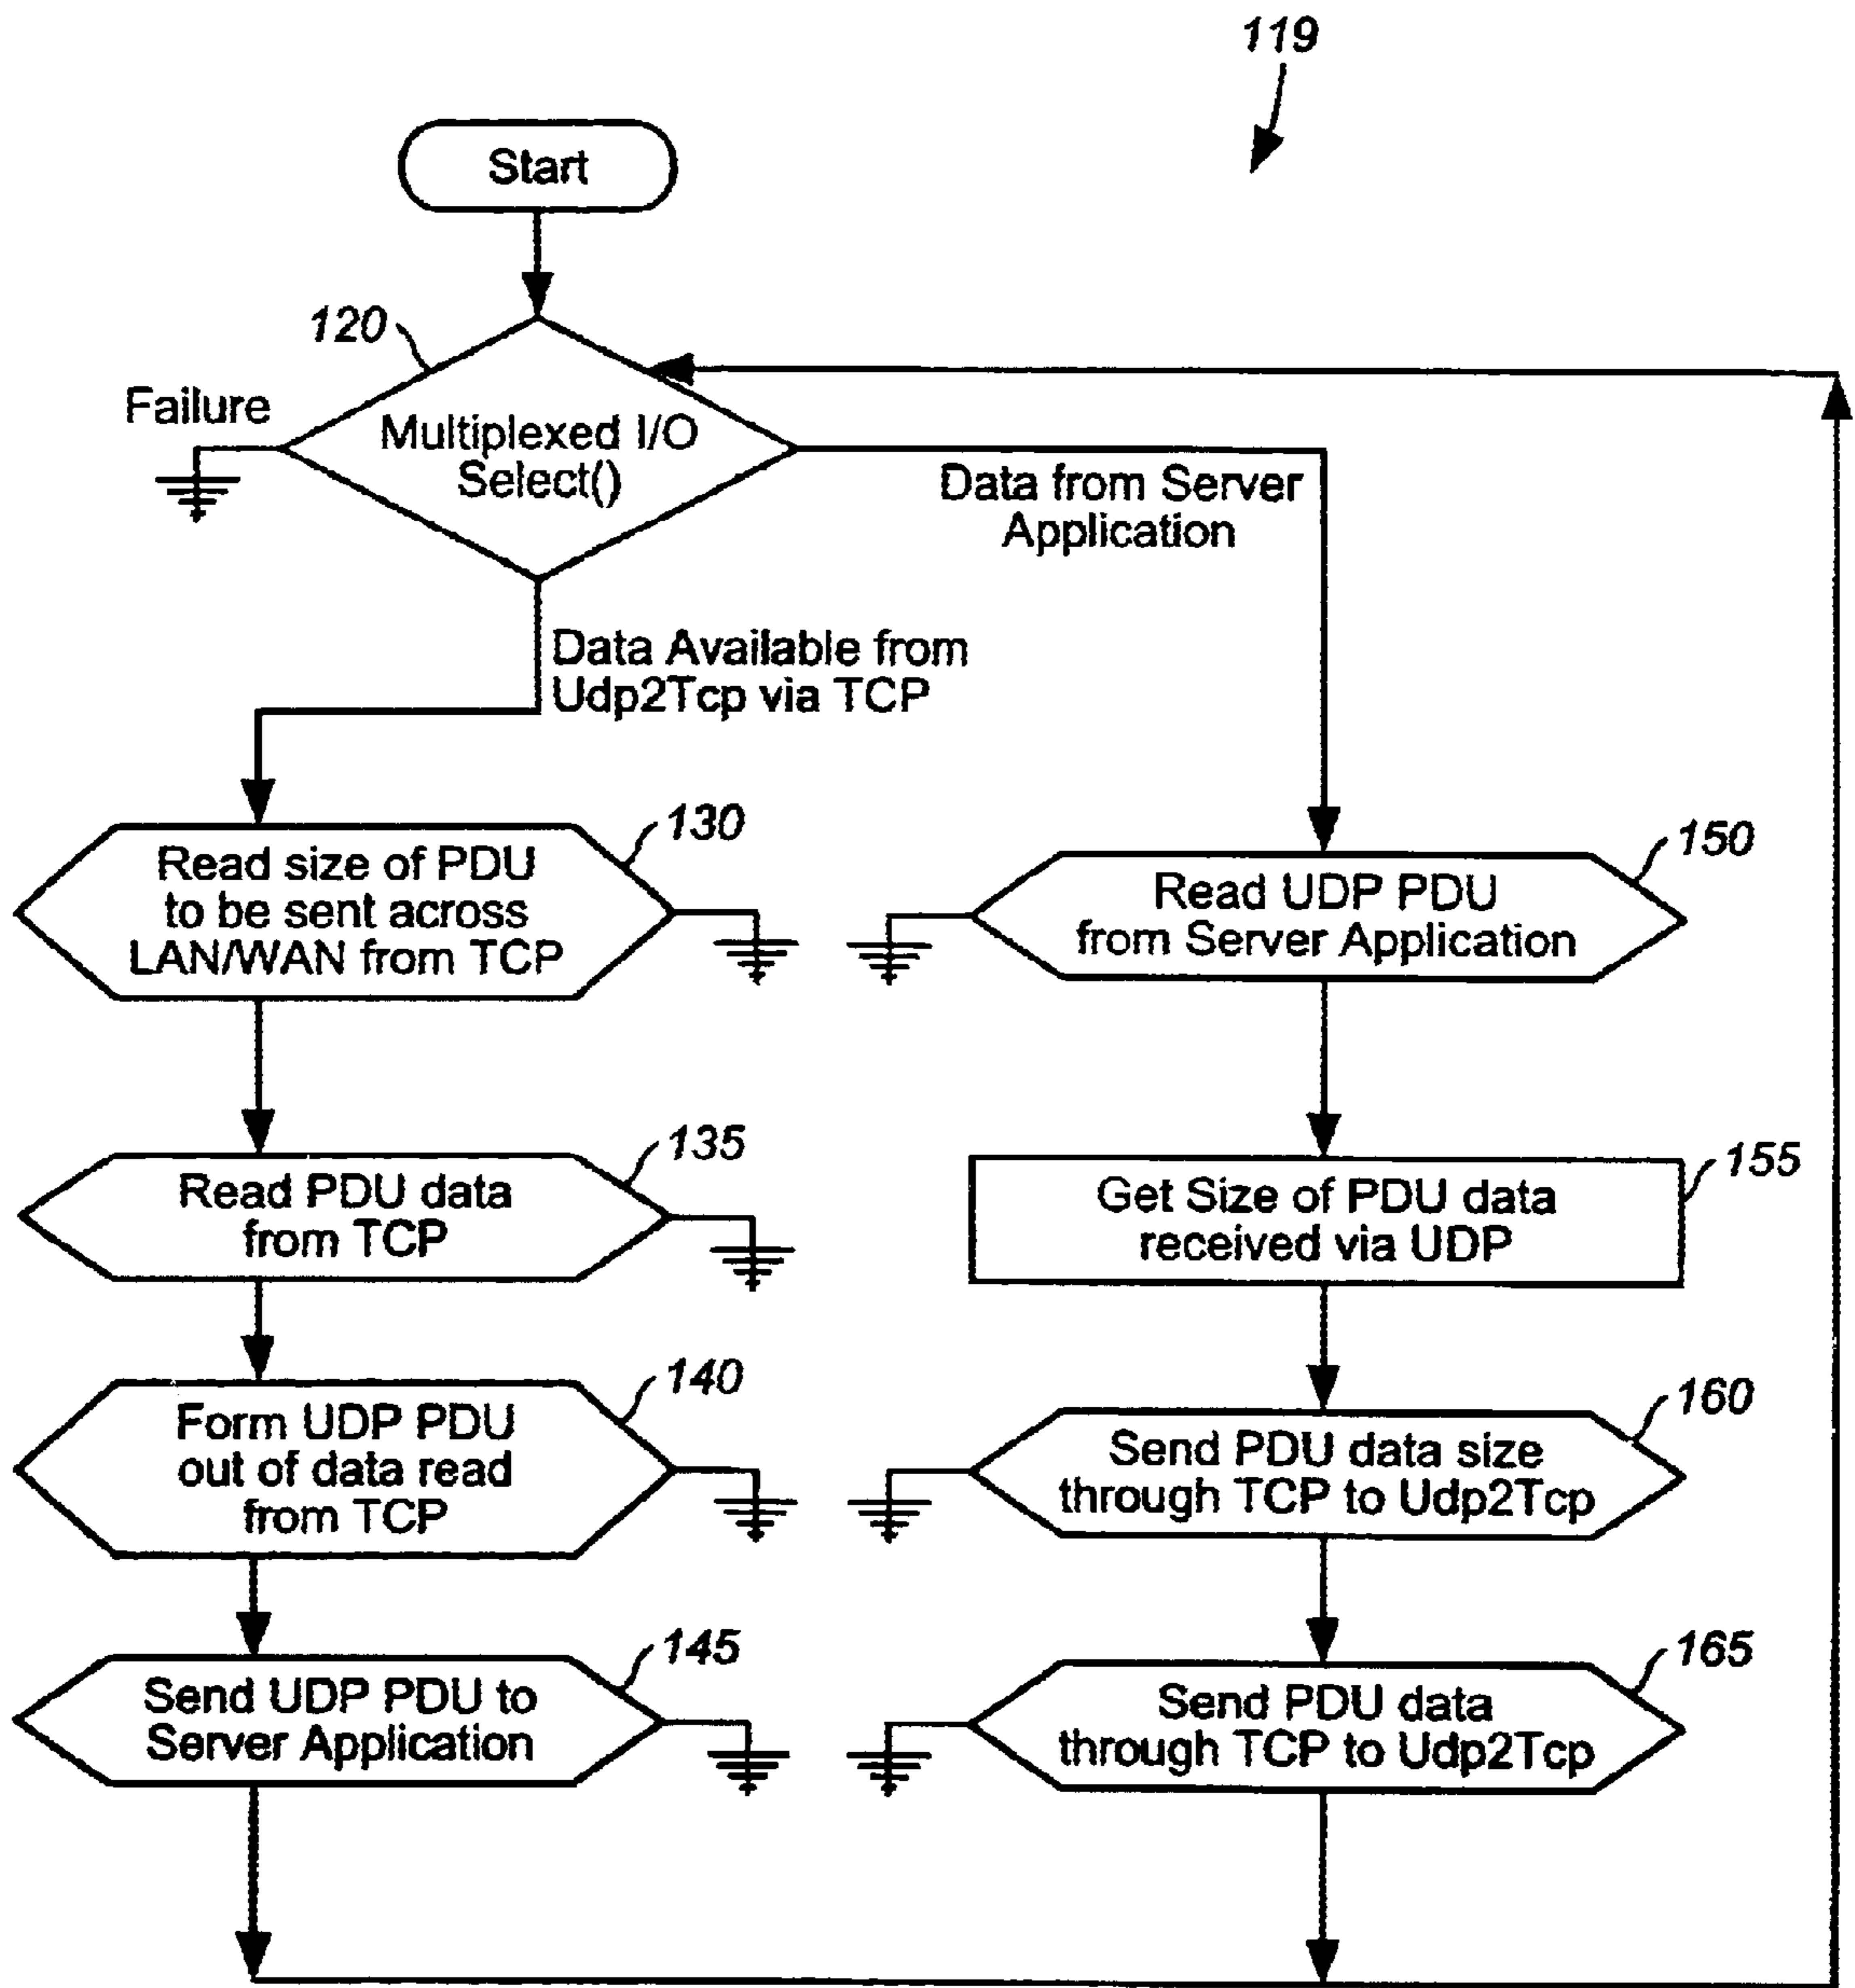 119
Start
120
Failure
Multiplexed I/O
Select()
Data from Server
Application
Data Available from
Udp2Tcp via TCP
130
Read size of PDU
to be sent across
LAN/WAN from TCP
150
Read UDP PDU
from Server Application
135
Read PDU data
from TCP
155
Get Size of PDU data
received via UDP
140
Form UDP PDU
out of data read
from TCP
160
Send PDU data size
through TCP to Udp2Tcp
145
Send UDP PDU to
Server Application
165
Send PDU data
through TCP to Udp2Tcp